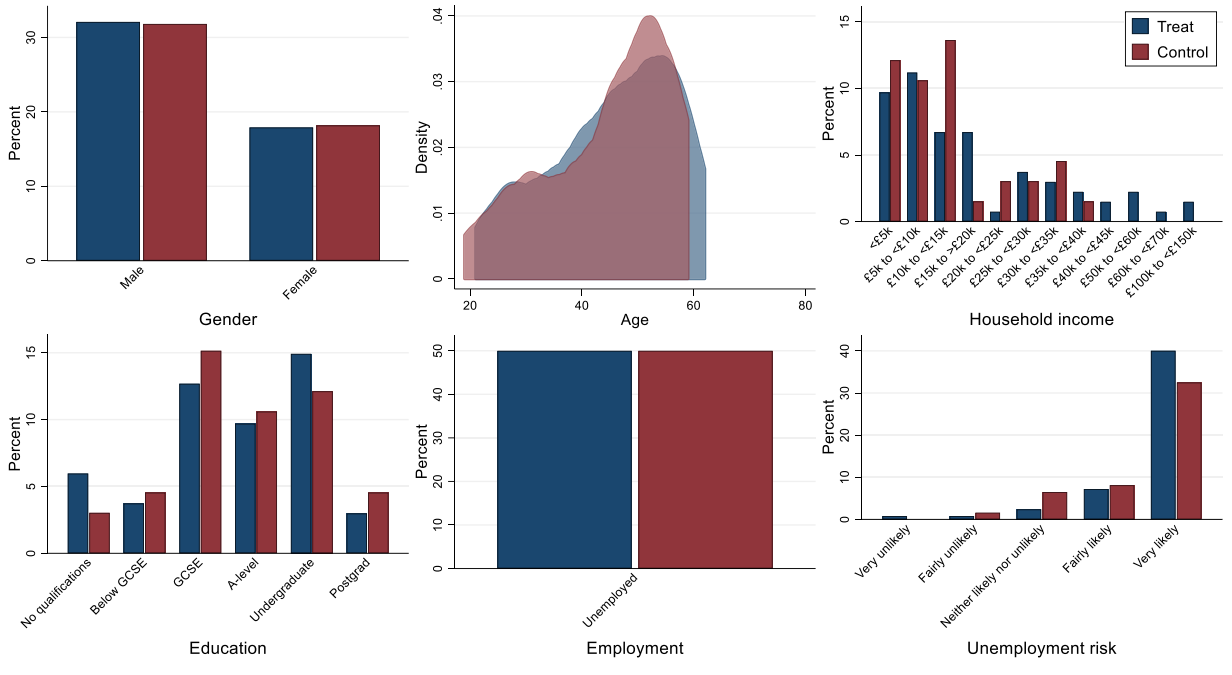 Percent
0
10
20
30
Male
Female
Gender
Density
0
.01
.02
.03
.04
20
40
60
80
Age
Percent
0
5
10
15
Treat
Control
<£5k
£5k to <£10k
£10k to <£15k
£15k to >£20k
£20k to <£25k
£25k to <£30k
£30k to <£35k
£35k to <£40k
£40k to <£45k
£50k to <£60k
£60k to <£70k
£100k to <£150k
Household income
Percent
0
5
10
15
No qualifications
Below GCSE
GCSE
A-level
Undergraduate
Postgrad
Education
Percent
0
10
20
30
40
50
Unemployed
Employment
Percent
0
10
20
30
40
Very unlikely
Fairly unlikely
Neither likely nor unlikely
Fairly likely
Very likely
Unemployment risk